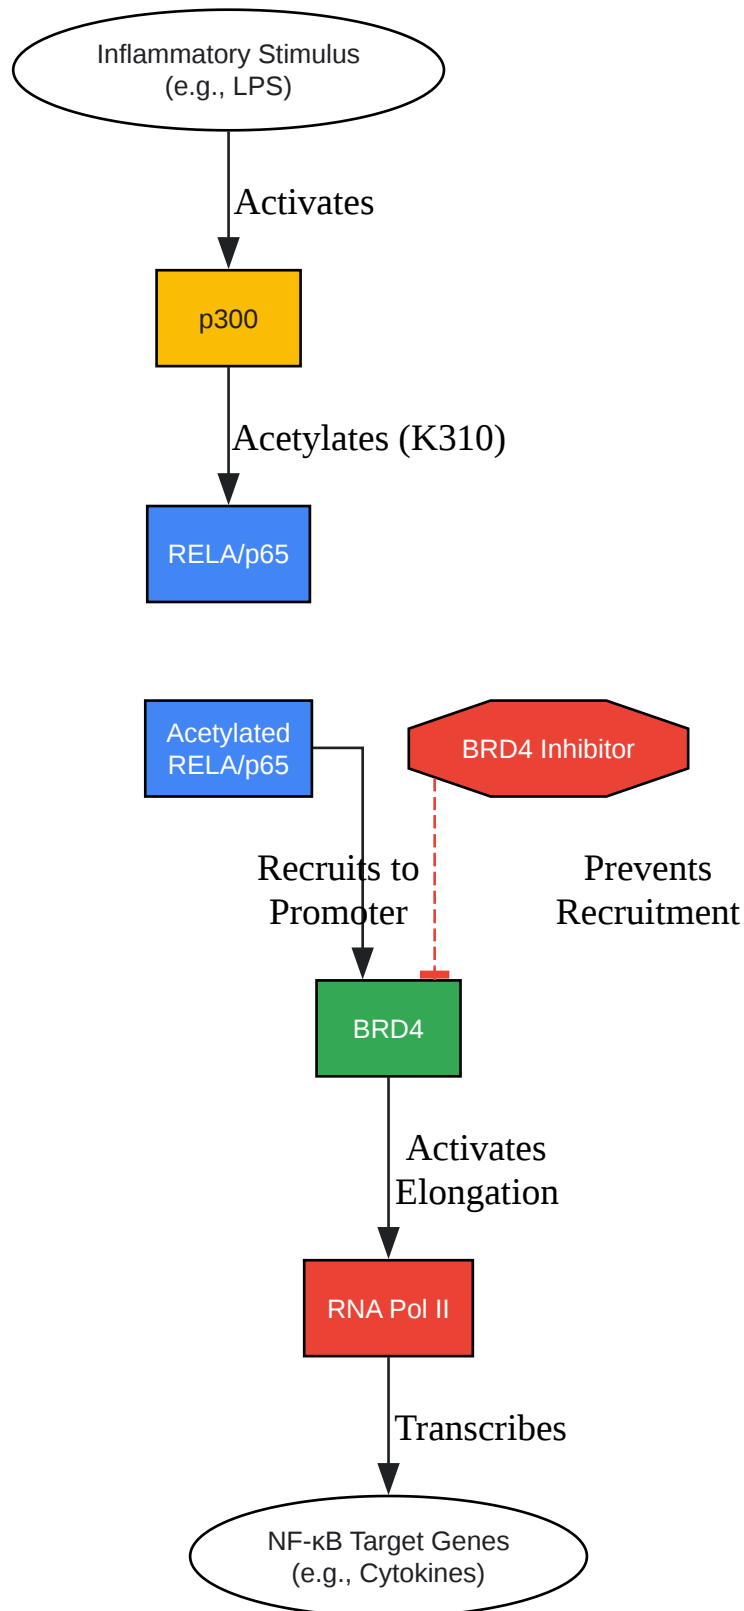 Inflammatory Stimulus
(e.g., LPS)
Activates
p300
Acetylates (K310)
RELA/p65
Acetylated
RELA/p65
BRD4 Inhibitor
Recruits to
Promoter
Prevents
Recruitment
BRD4
Activates
Elongation
RNA Pol II
Transcribes
NF-κB Target Genes
(e.g., Cytokines)